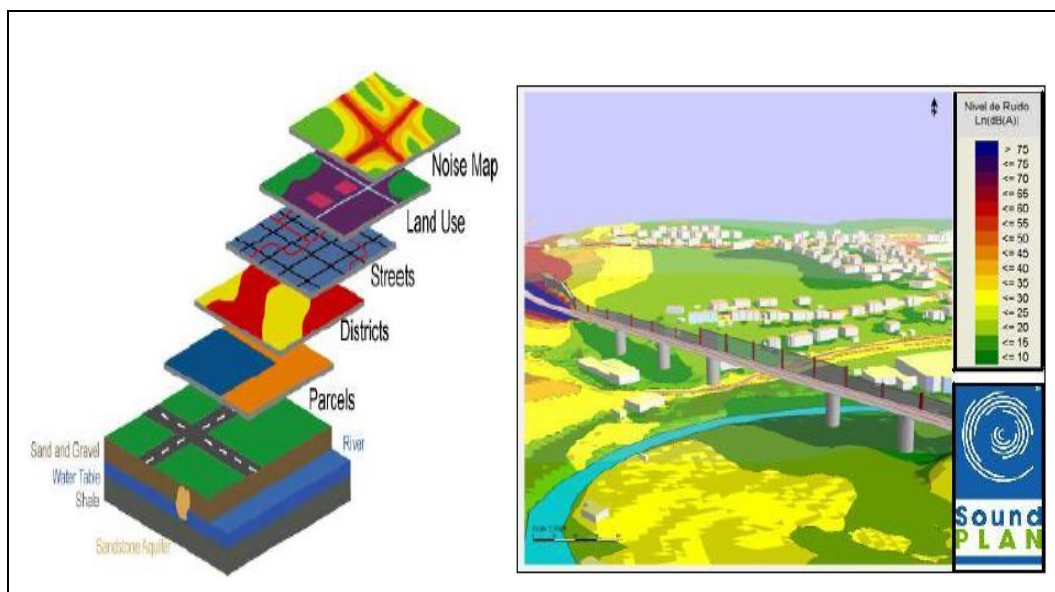 Noise Map
Land Use
Streets
Districts
Parcels
River
Sand and Gravel
Water Table
Shale
Sandstone Aquifer
Nivel de Ruido
Ln(dB(A))
> 75
<= 75
<= 70
<= 65
<= 60
<= 55
<= 50
<= 45
<= 40
<= 35
<= 30
<= 25
<= 20
<= 15
<= 10
Sound
PLAN